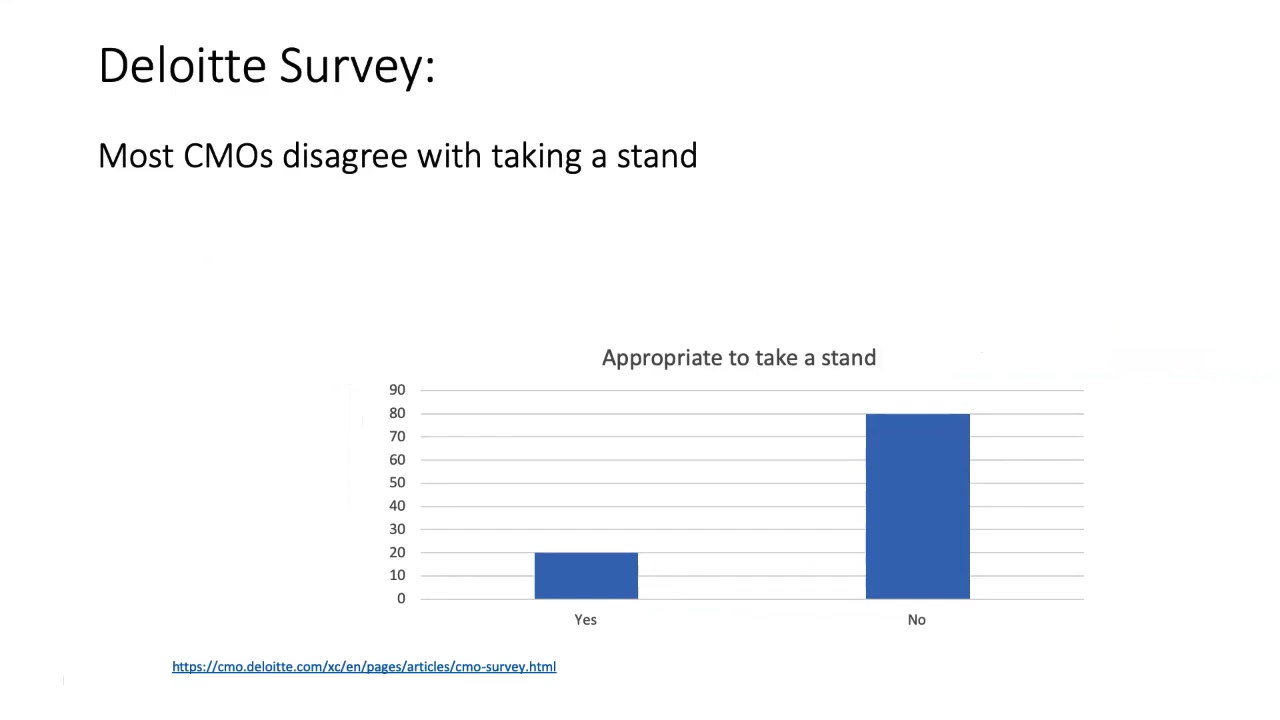 Deloitte Survey:
Most CMOs disagree with taking a stand
Appropriate to take a stand
90
80
70
60
50
40
30
20
10
0
Yes No
https://cmo.deloitte.com/xc/en/pages/articles/cmo-survey.html